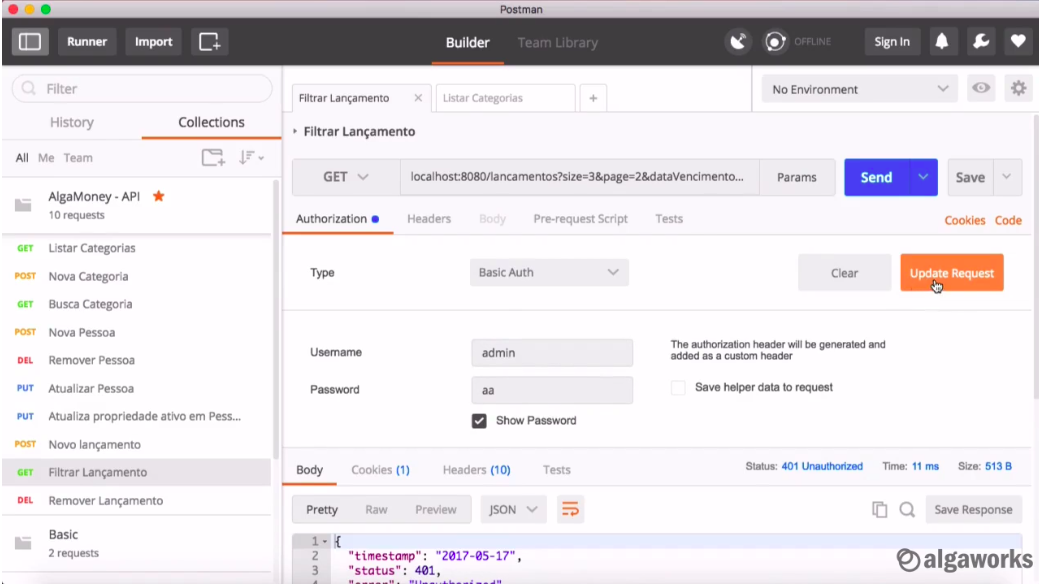 Postman
Runner Import Builder Team Library OFFLINE Sign In
Filter
History Collections
All Me Team
AlgaMoney - API
10 requests
GET Listar Categorias
POST Nova Categoria
GET Busca Categoria
POST Nova Pessoa
DEL Remover Pessoa
PUT Atualizar Pessoa
PUT Atualiza propriedade ativo em Pess...
POST Novo lançamento
GET Filtrar Lançamento
DEL Remover Lançamento
Basic
2 requests
Filtrar Lançamento Listar Categorias
No Environment
Filtrar Lançamento
GET localhost:8080/lancamentos?size=3&page=2&dataVencimento... Params Send Save
Authorization Headers Body Pre-request Script Tests Cookies Code
Type Basic Auth Clear Update Request
Username admin
The authorization header will be generated and
added as a custom header
Password aa
Save helper data to request
Show Password
Body Cookies (1) Headers (10) Tests Status: 401 Unauthorized Time: 11 ms Size: 513 B
Pretty Raw Preview JSON Save Response
1 {
2 "timestamp": "2017-05-17",
3 "status": 401,
algaworks